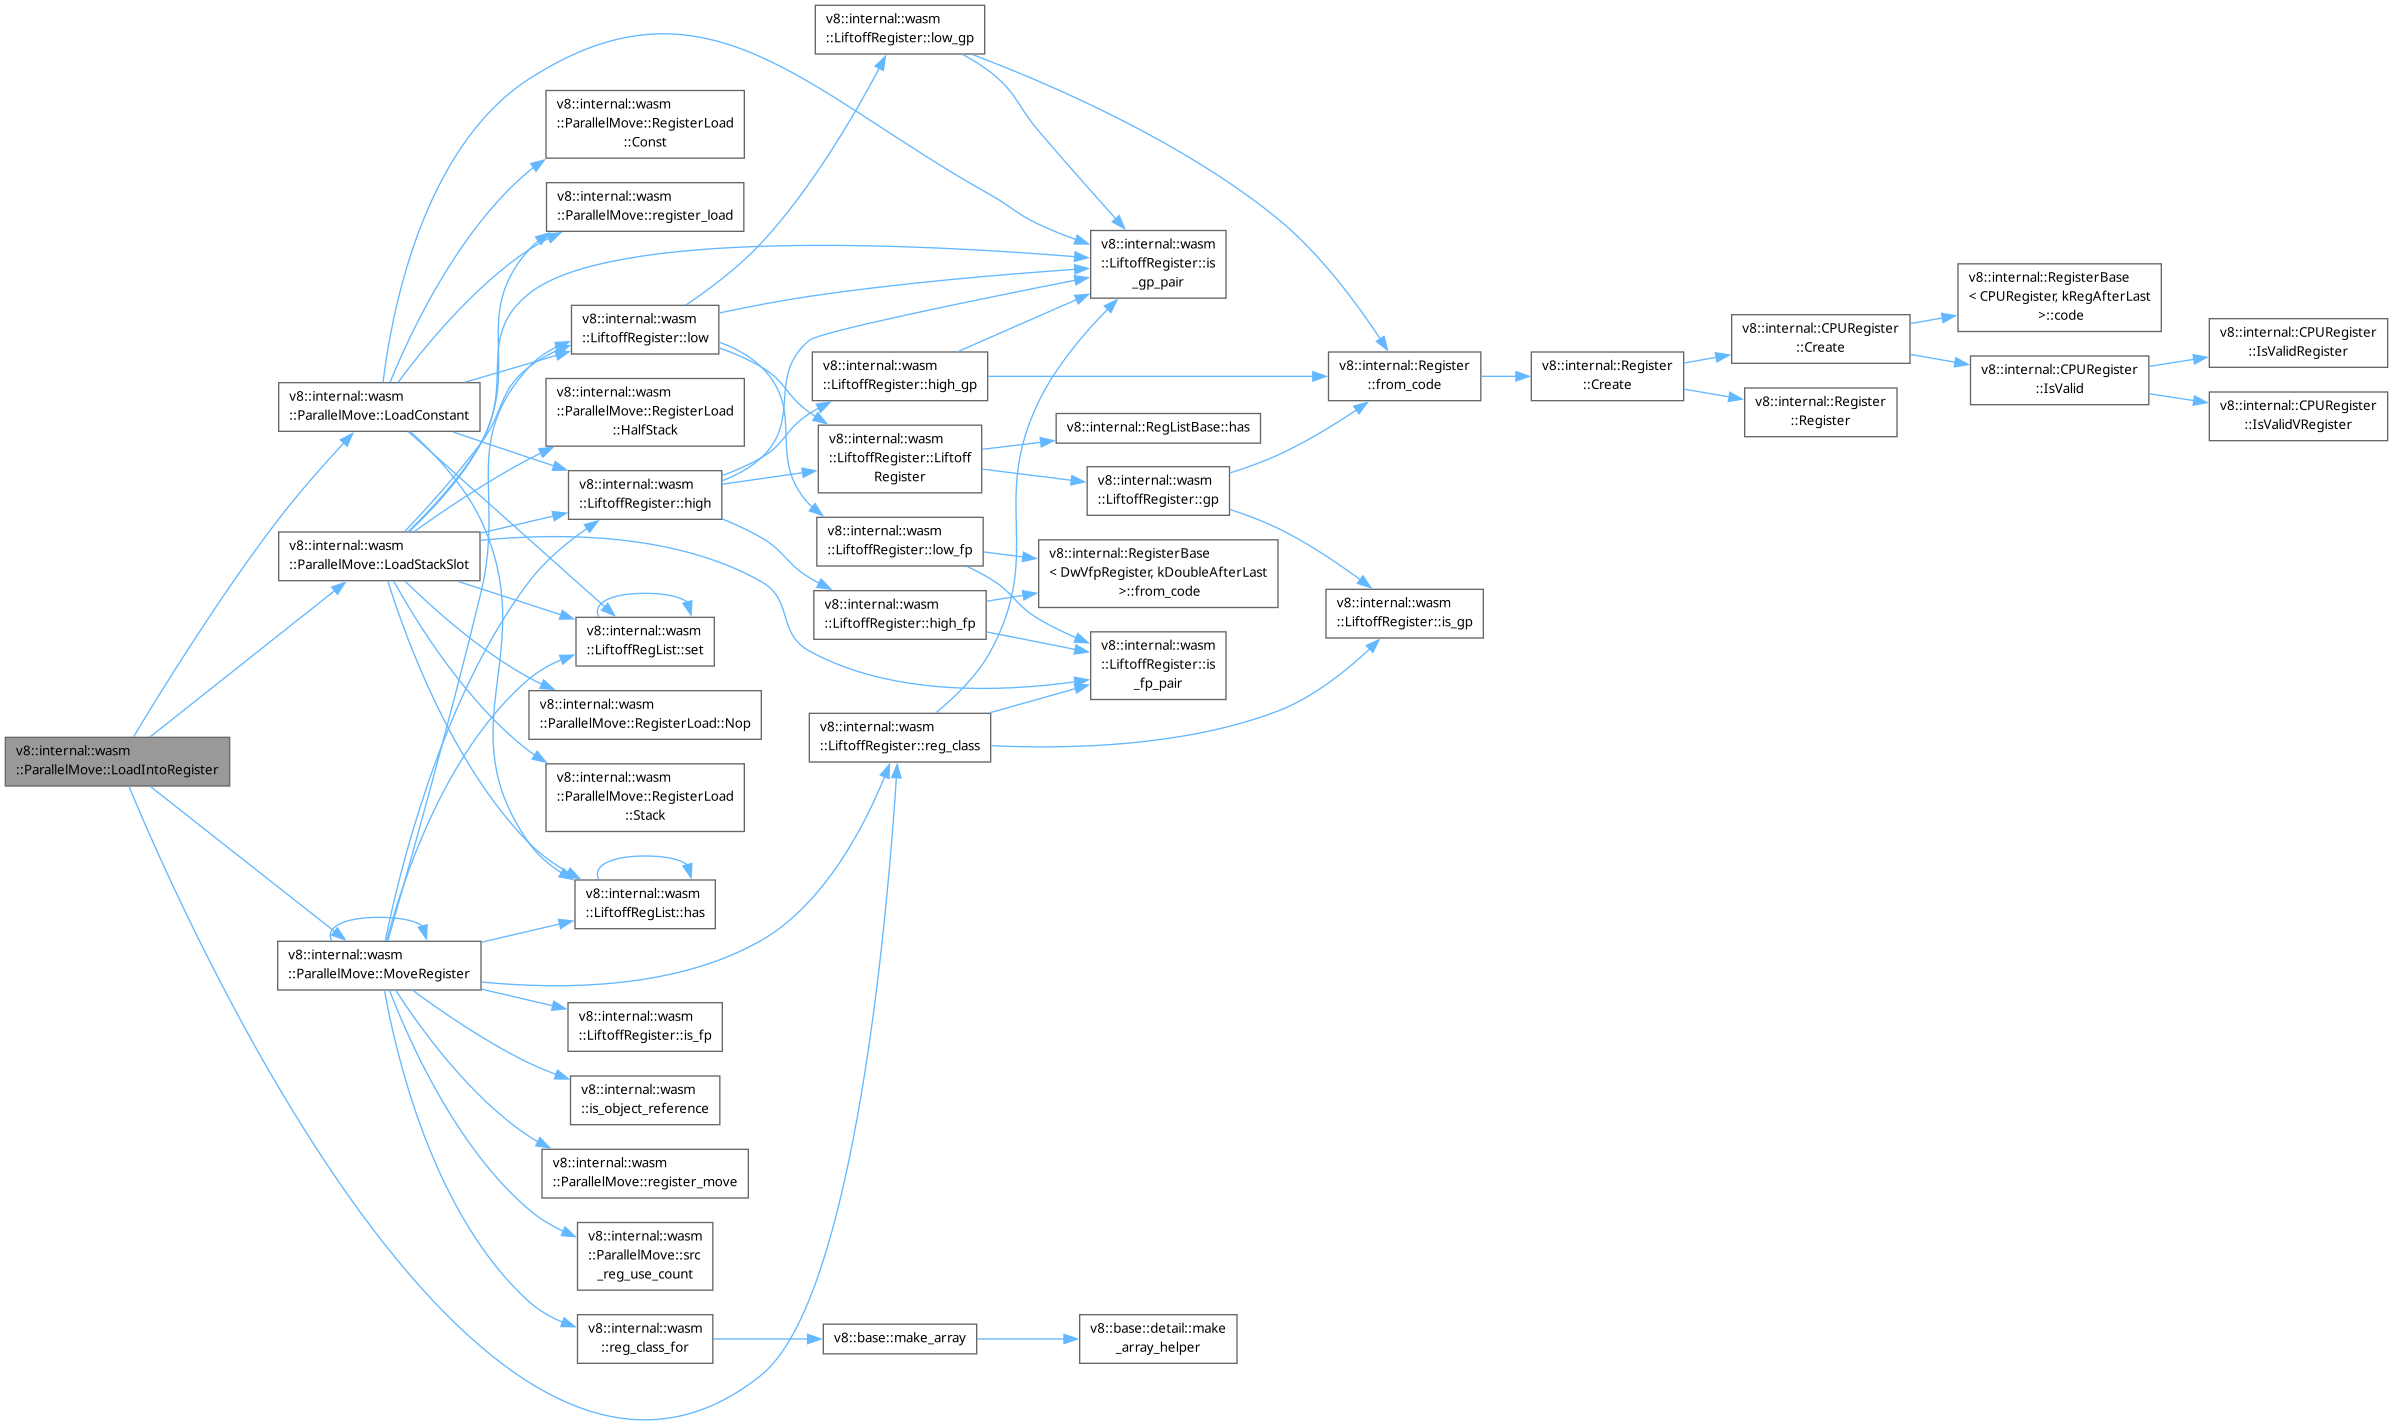 v8::internal::wasm
::ParallelMove::LoadIntoRegister
v8::internal::wasm
::ParallelMove::LoadConstant
v8::internal::wasm
::ParallelMove::LoadStackSlot
v8::internal::wasm
::ParallelMove::MoveRegister
v8::internal::wasm
::ParallelMove::RegisterLoad
::Const
v8::internal::wasm
::ParallelMove::register_load
v8::internal::wasm
::LiftoffRegister::low
v8::internal::wasm
::ParallelMove::RegisterLoad
::HalfStack
v8::internal::wasm
::LiftoffRegister::high
v8::internal::wasm
::LiftoffRegList::set
v8::internal::wasm
::ParallelMove::RegisterLoad::Nop
v8::internal::wasm
::ParallelMove::RegisterLoad
::Stack
v8::internal::wasm
::LiftoffRegList::has
v8::internal::wasm
::LiftoffRegister::is_fp
v8::internal::wasm
::is_object_reference
v8::internal::wasm
::ParallelMove::register_move
v8::internal::wasm
::ParallelMove::src
_reg_use_count
v8::internal::wasm
::reg_class_for
v8::internal::wasm
::LiftoffRegister::low_gp
v8::internal::wasm
::LiftoffRegister::high_gp
v8::internal::wasm
::LiftoffRegister::Liftoff
Register
v8::internal::wasm
::LiftoffRegister::low_fp
v8::internal::wasm
::LiftoffRegister::high_fp
v8::internal::wasm
::LiftoffRegister::reg_class
v8::base::make_array
v8::internal::wasm
::LiftoffRegister::is
_gp_pair
v8::internal::RegListBase::has
v8::internal::wasm
::LiftoffRegister::gp
v8::internal::RegisterBase
< DwVfpRegister, kDoubleAfterLast
>::from_code
v8::internal::wasm
::LiftoffRegister::is
_fp_pair
v8::base::detail::make
_array_helper
v8::internal::Register
::from_code
v8::internal::wasm
::LiftoffRegister::is_gp
v8::internal::Register
::Create
v8::internal::CPURegister
::Create
v8::internal::Register
::Register
v8::internal::RegisterBase
< CPURegister, kRegAfterLast
>::code
v8::internal::CPURegister
::IsValid
v8::internal::CPURegister
::IsValidRegister
v8::internal::CPURegister
::IsValidVRegister